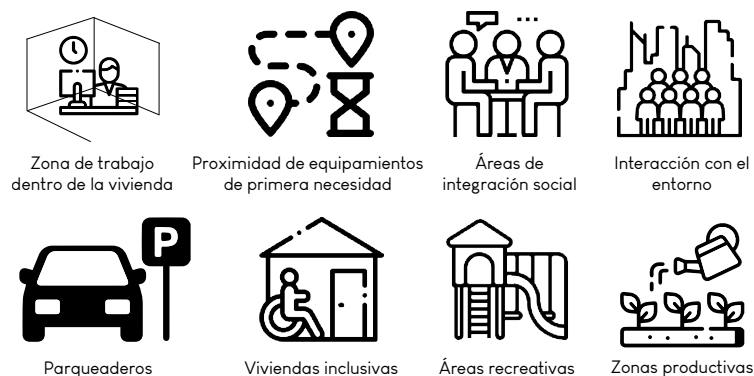 Zona de trabajo
dentro de la vivienda
Proximidad de equipamientos
de primera necesidad
Áreas de
integración social
Interacción con el
entorno
P
Parqueaderos
Viviendas inclusivas
Áreas recreativas
Zonas productivas